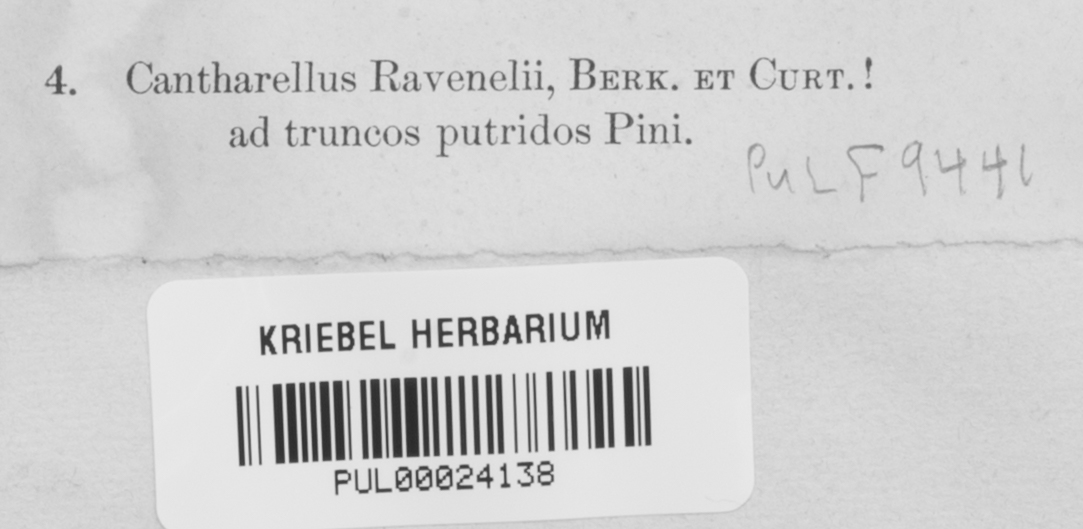 4. Cantharellus Ravenelii, BERK. ET CURT.!
ad truncos putridos Pini.
PuL F9441
KRIEBEL HERBARIUM
PUL00024138